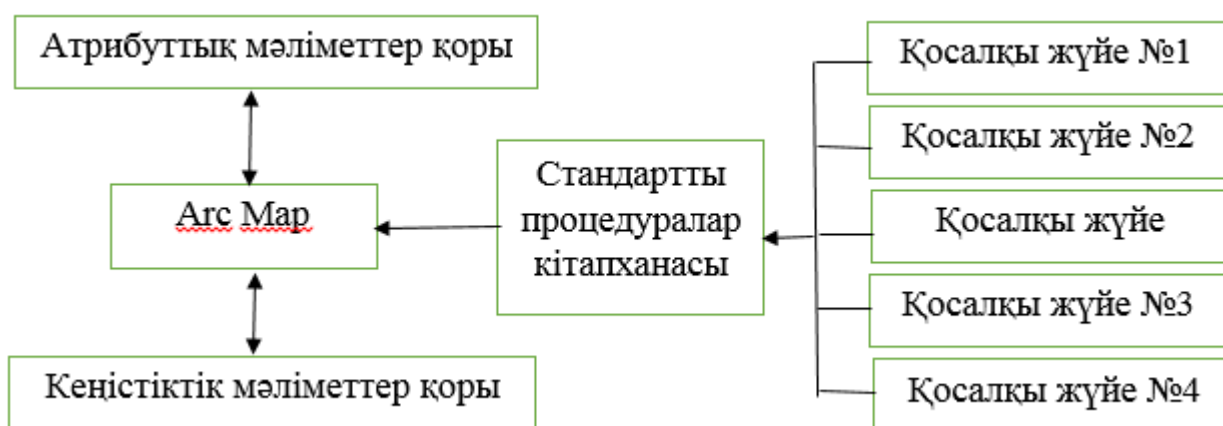 Атрибуттық мәліметтер қоры
Arc Map
Кеңістіктік мәліметтер қоры
Стандартты
процедуралар
кітапханасы
Қосалқы жүйе №1
Қосалқы жүйе №2
Қосалқы жүйе
Қосалқы жүйе №3
Қосалқы жүйе №4